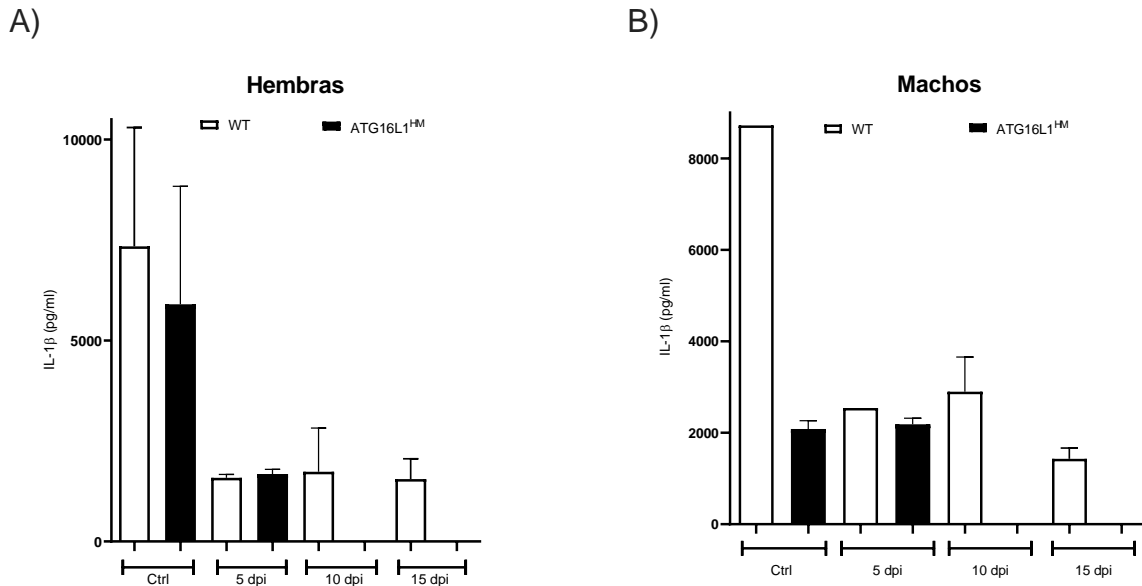 A)
Hembras
WT
ATG16L1HM
10000
5000
0
IL-1β (pg/ml)
Ctrl
5 dpi
10 dpi
15 dpi
B)
Machos
WT
ATG16L1HM
8000
6000
4000
2000
0
IL-1β (pg/ml)
Ctrl
5 dpi
10 dpi
15 dpi